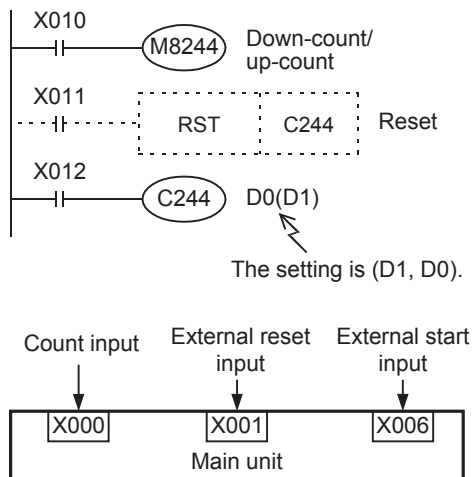 X010
M8244
Down-count/
up-count
X011
RST
C244
Reset
X012
C244
D0(D1)
The setting is (D1, D0).
Count input
External reset
input
External start
input
X000
X001
X006
Main unit